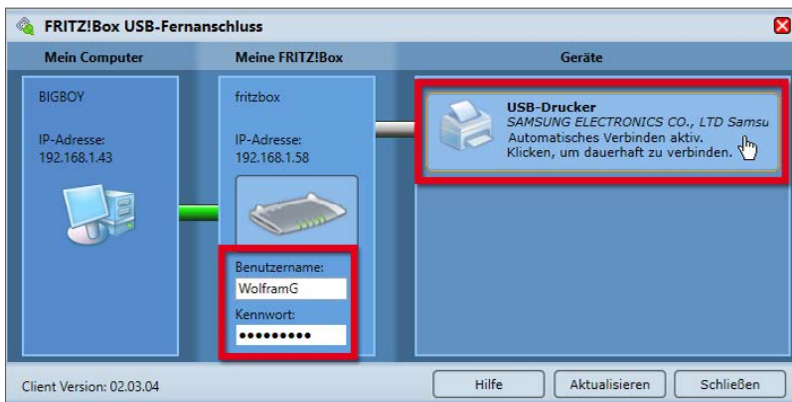 FRITZ!Box USB-Fernanschluss
Mein Computer
Meine FRITZ!Box
Geräte
BIGBOY
IP-Adresse:
192.168.1.43
fritzbox
IP-Adresse:
192.168.1.58
Benutzername:
WolframG
Kennwort:
•••••••••
USB-Drucker
SAMSUNG ELECTRONICS CO., LTD Samsu
Automatisches Verbinden aktiv.
Klicken, um dauerhaft zu verbinden.
Client Version: 02.03.04
Hilfe
Aktualisieren
Schließen